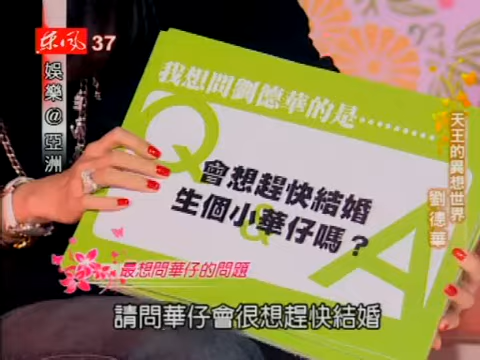 東風 37
娛樂@亞洲
我想問劉德華的是………
Q & A
會想趕快結婚
生個小華仔嗎？
天王的異想世界
劉德華
最想問華仔的問題
請問華仔會很想趕快結婚